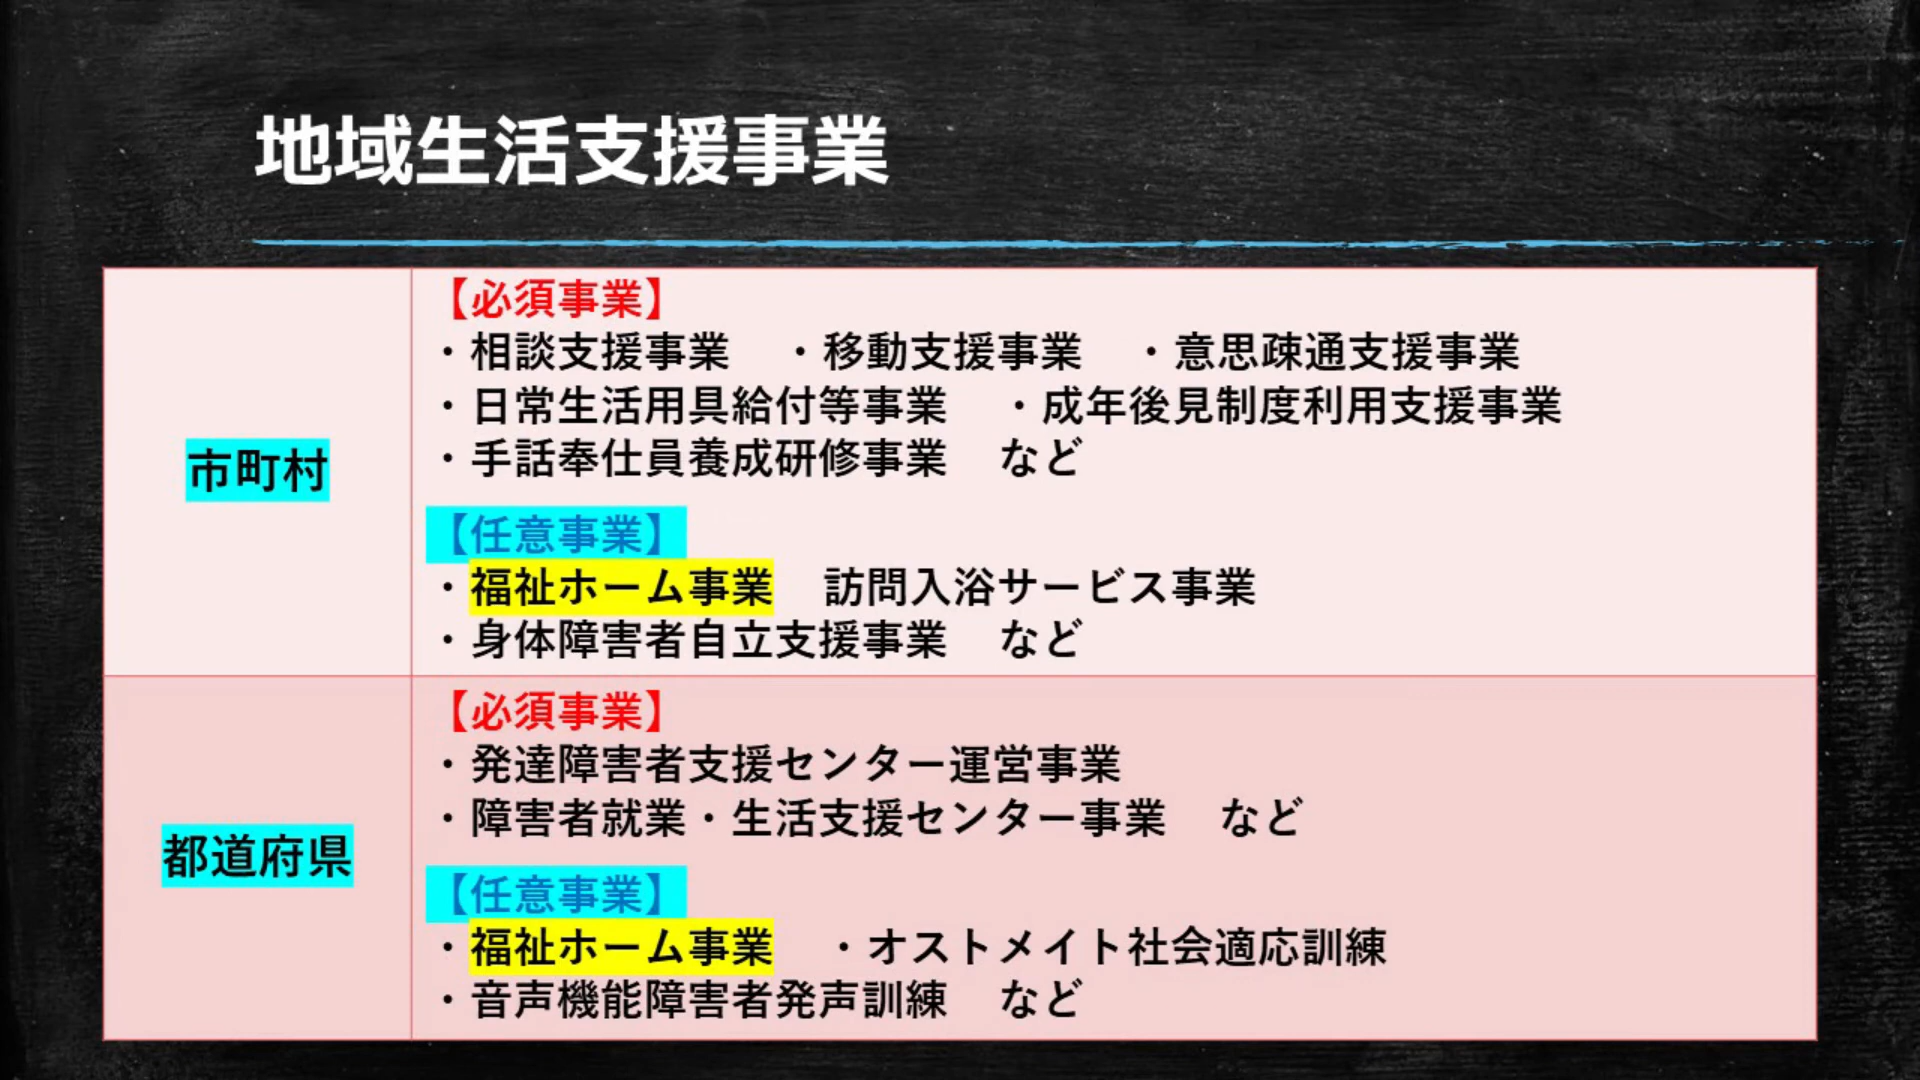 地域生活支援事業
市町村
【必須事業】
・相談支援事業　・移動支援事業　・意思疎通支援事業
・日常生活用具給付等事業　・成年後見制度利用支援事業
・手話奉仕員養成研修事業　など
【任意事業】
・福祉ホーム事業　訪問入浴サービス事業
・身体障害者自立支援事業　など
都道府県
【必須事業】
・発達障害者支援センター運営事業
・障害者就業・生活支援センター事業　など
【任意事業】
・福祉ホーム事業　・オストメイト社会適応訓練
・音声機能障害者発声訓練　など